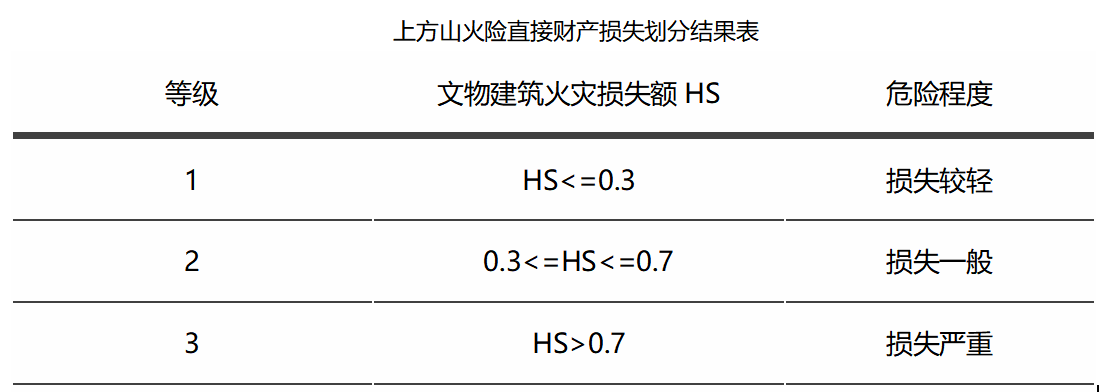 上方山火险直接财产损失划分结果表
等级 文物建筑火灾损失额 HS 危险程度
1 HS<=0.3 损失较轻
2 0.3<=HS<=0.7 损失一般
3 HS>0.7 损失严重